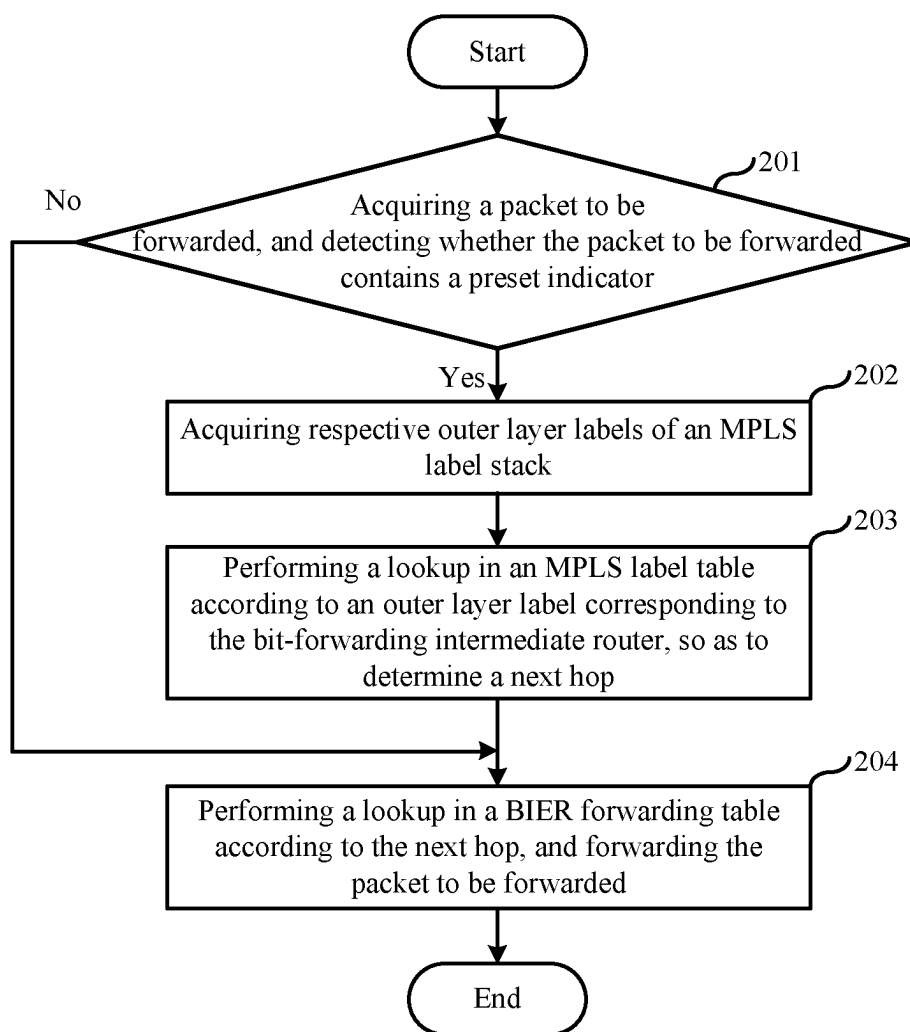 Start
201
No
Acquiring a packet to be
forwarded, and detecting whether the packet to be forwarded
contains a preset indicator
Yes
202
Acquiring respective outer layer labels of an MPLS
label stack
203
Performing a lookup in an MPLS label table
according to an outer layer label corresponding to
the bit-forwarding intermediate router, so as to
determine a next hop
204
Performing a lookup in a BIER forwarding table
according to the next hop, and forwarding the
packet to be forwarded
End